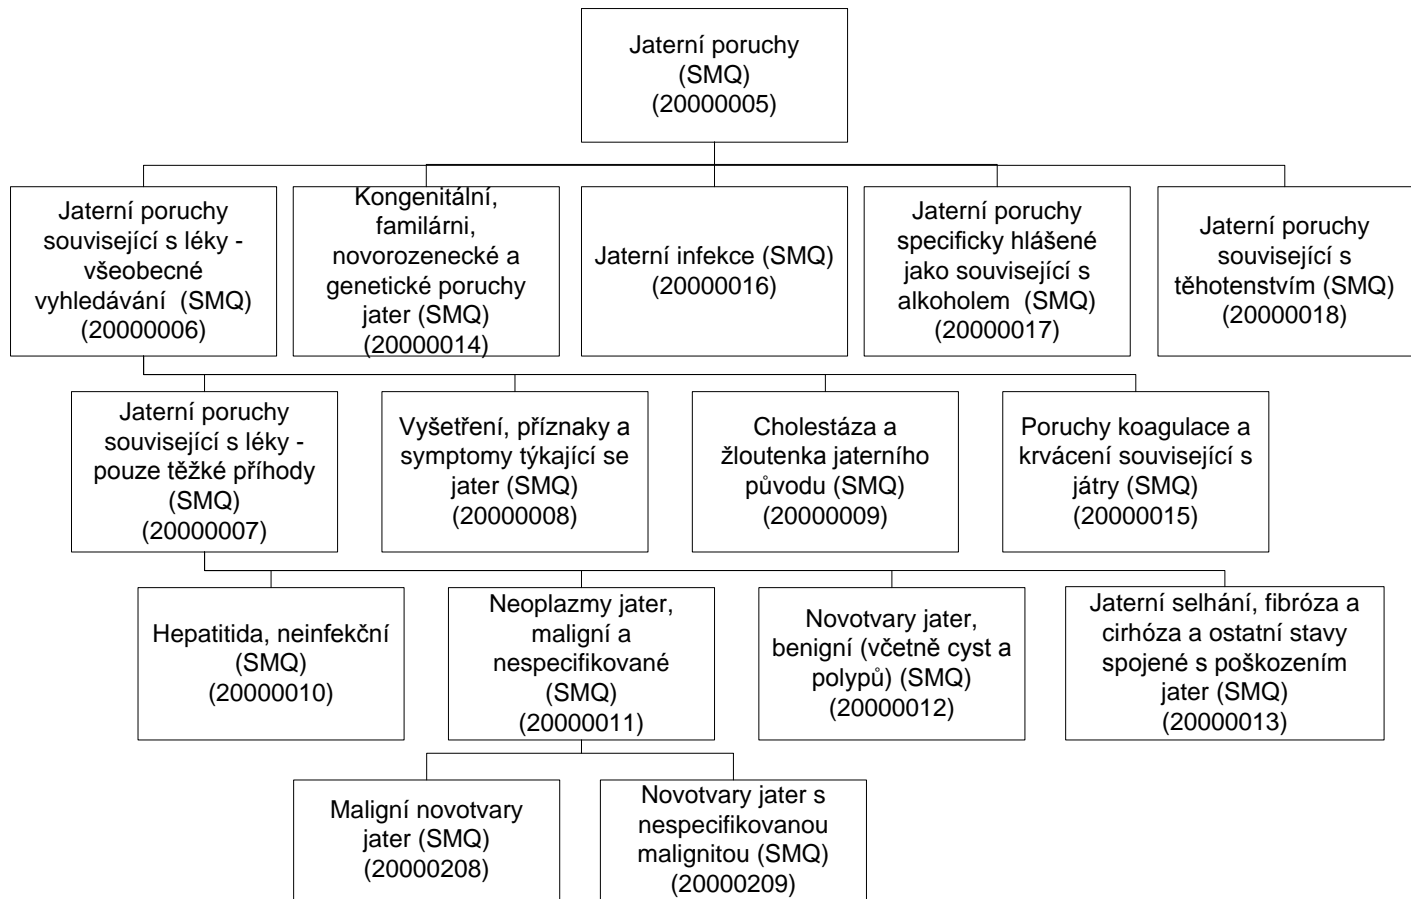 Jaterní poruchy
(SMQ)
(20000005)
Jaterní poruchy
související s léky -
všeobecné
vyhledávání  (SMQ)
(20000006)
Kongenitální,
familárni,
novorozenecké a
genetické poruchy
jater (SMQ)
(20000014)
Jaterní infekce (SMQ)
(20000016)
Jaterní poruchy
specificky hlášené
jako související s
alkoholem  (SMQ)
(20000017)
Jaterní poruchy
související s
těhotenstvím (SMQ)
(20000018)
Jaterní poruchy
související s léky -
pouze těžké příhody
(SMQ)
(20000007)
Vyšetření, příznaky a
symptomy týkající se
jater (SMQ)
(20000008)
Cholestáza a
žloutenka jaterního
původu (SMQ)
(20000009)
Poruchy koagulace a
krvácení související s
játry (SMQ)
(20000015)
Hepatitida, neinfekční
(SMQ)
(20000010)
Neoplazmy jater,
maligní a
nespecifikované
(SMQ)
(20000011)
Novotvary jater,
benigní (včetně cyst a
polypů) (SMQ)
(20000012)
Jaterní selhání, fibróza a
cirhóza a ostatní stavy
spojené s poškozením
jater (SMQ)
(20000013)
Maligní novotvary
jater (SMQ)
(20000208)
Novotvary jater s
nespecifikovanou
malignitou (SMQ)
(20000209)